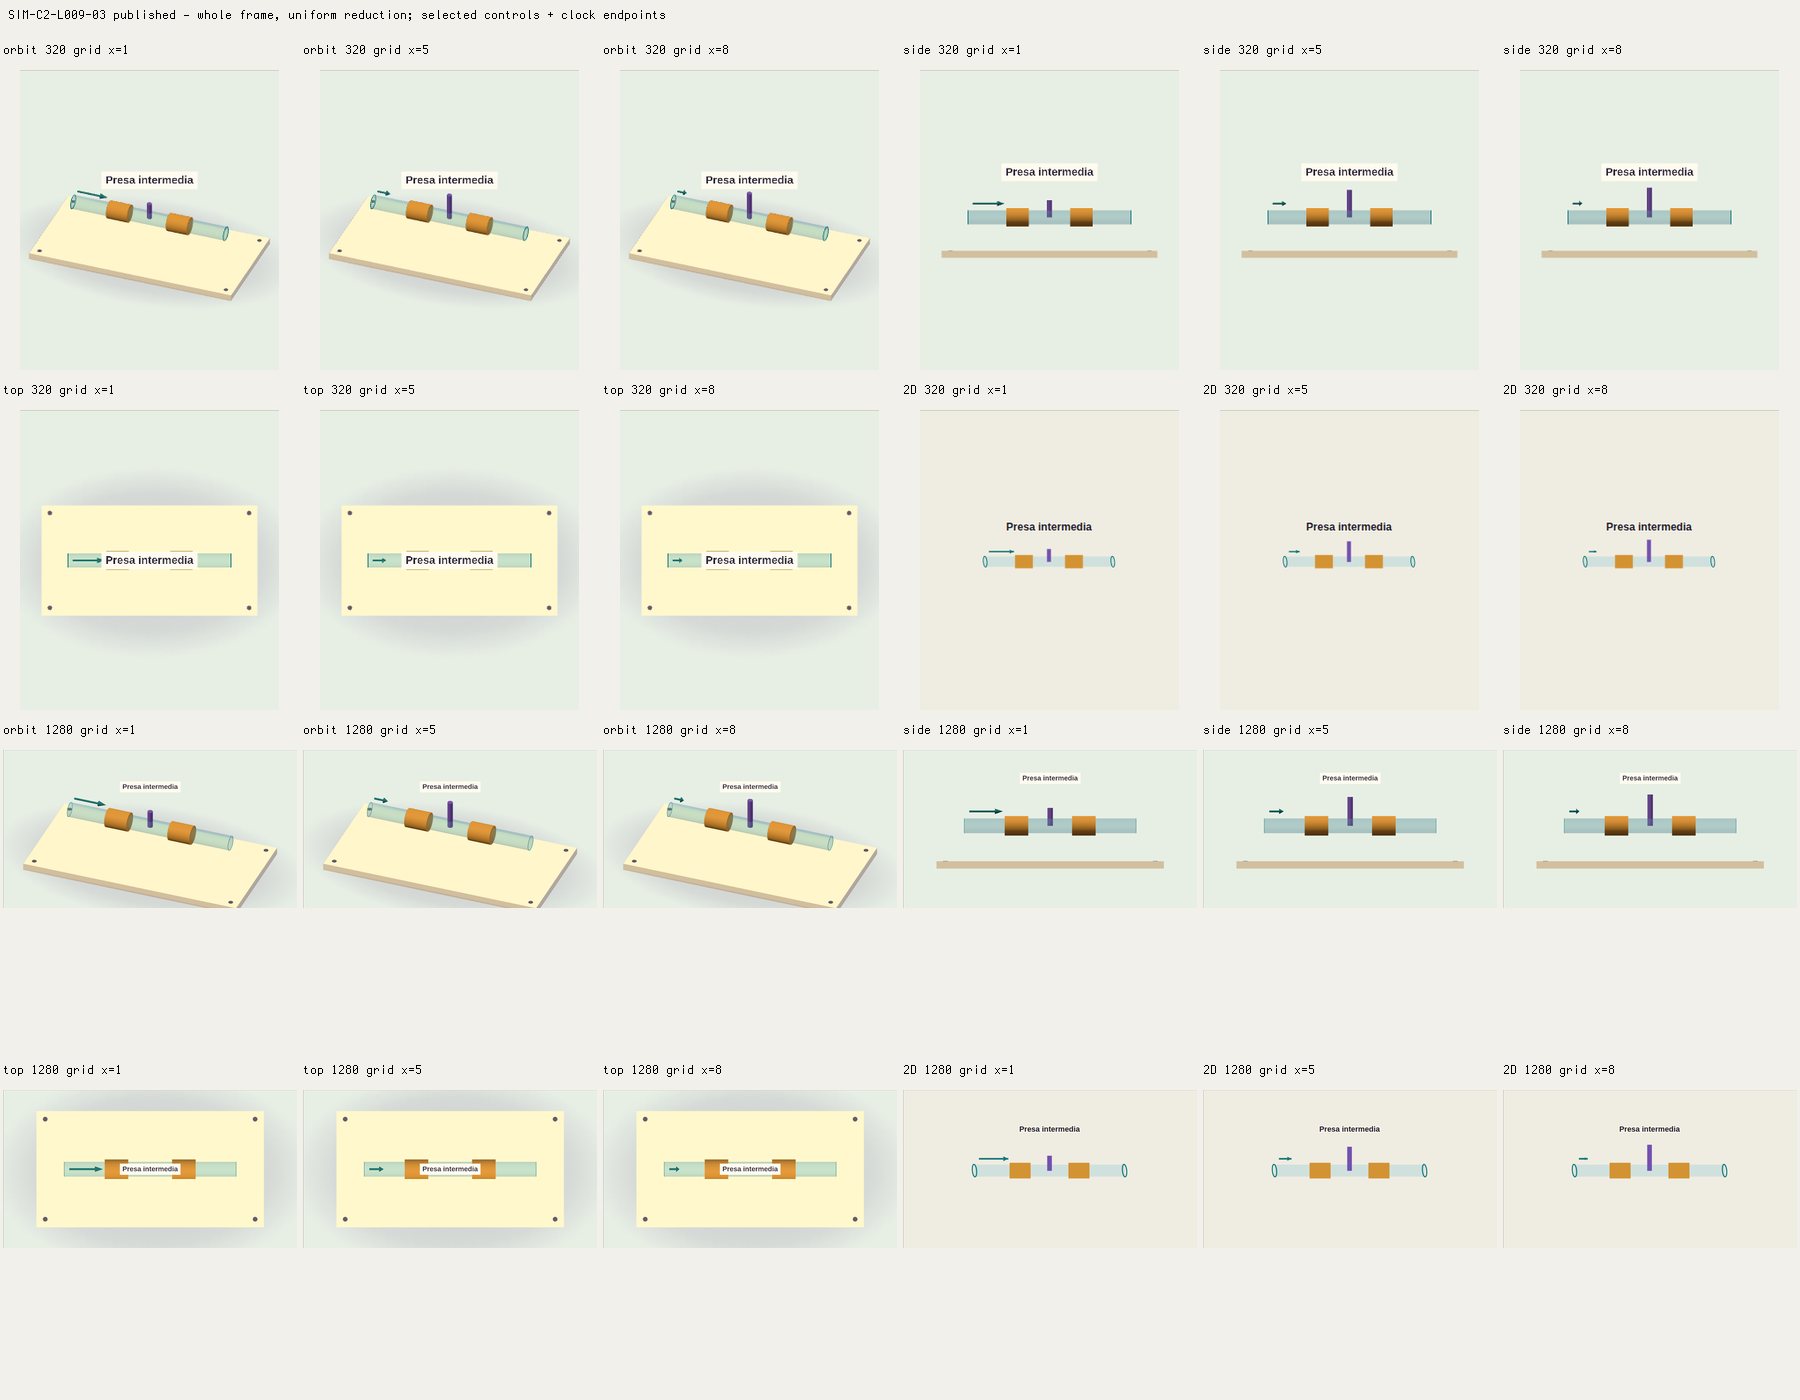 SIM-C2-L009-03 published — whole frame, uniform reduction; selected controls + clock endpoints
orbit 320 grid x=1
orbit 320 grid x=5
orbit 320 grid x=8
side 320 grid x=1
side 320 grid x=5
side 320 grid x=8
Presa intermedia
Presa intermedia
Presa intermedia
Presa intermedia
Presa intermedia
Presa intermedia
top 320 grid x=1
top 320 grid x=5
top 320 grid x=8
2D 320 grid x=1
2D 320 grid x=5
2D 320 grid x=8
Presa intermedia
Presa intermedia
Presa intermedia
Presa intermedia
Presa intermedia
Presa intermedia
orbit 1280 grid x=1
orbit 1280 grid x=5
orbit 1280 grid x=8
side 1280 grid x=1
side 1280 grid x=5
side 1280 grid x=8
Presa intermedia
Presa intermedia
Presa intermedia
Presa intermedia
Presa intermedia
Presa intermedia
top 1280 grid x=1
top 1280 grid x=5
top 1280 grid x=8
2D 1280 grid x=1
2D 1280 grid x=5
2D 1280 grid x=8
Presa intermedia
Presa intermedia
Presa intermedia
Presa intermedia
Presa intermedia
Presa intermedia